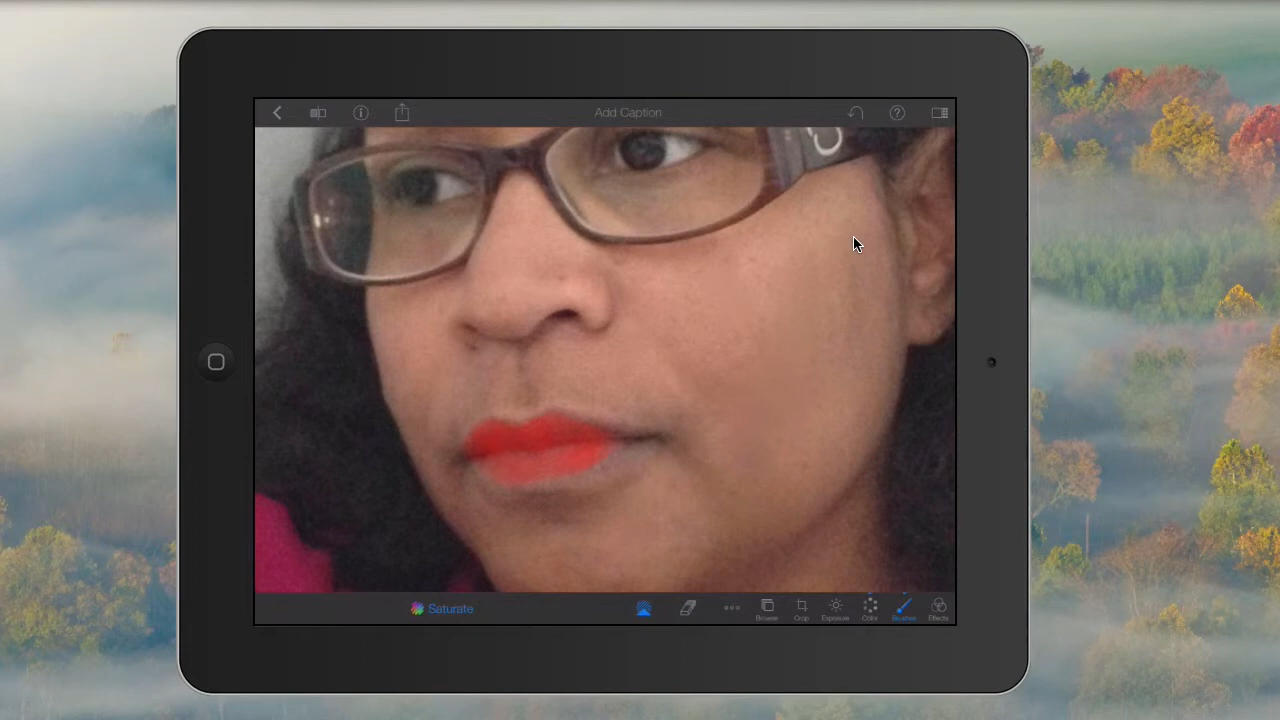 Add Caption
Saturate
Browse
Crop
Exposure
Color
Brushes
Effects